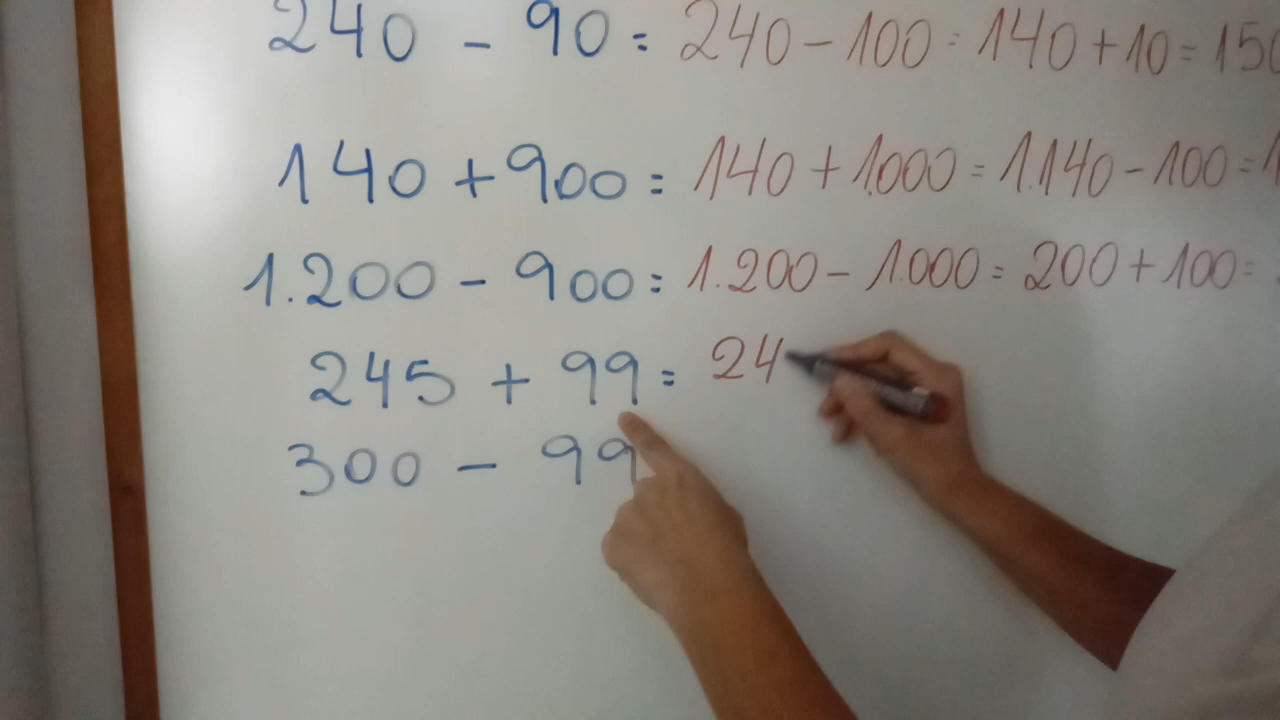 240 - 90 = 240 - 100 = 140 + 10 = 150
140 + 900 = 140 + 1.000 = 1.140 - 100 =
1.200 - 900 = 1.200 - 1.000 = 200 + 100 =
245 + 99 = 24
300 - 99